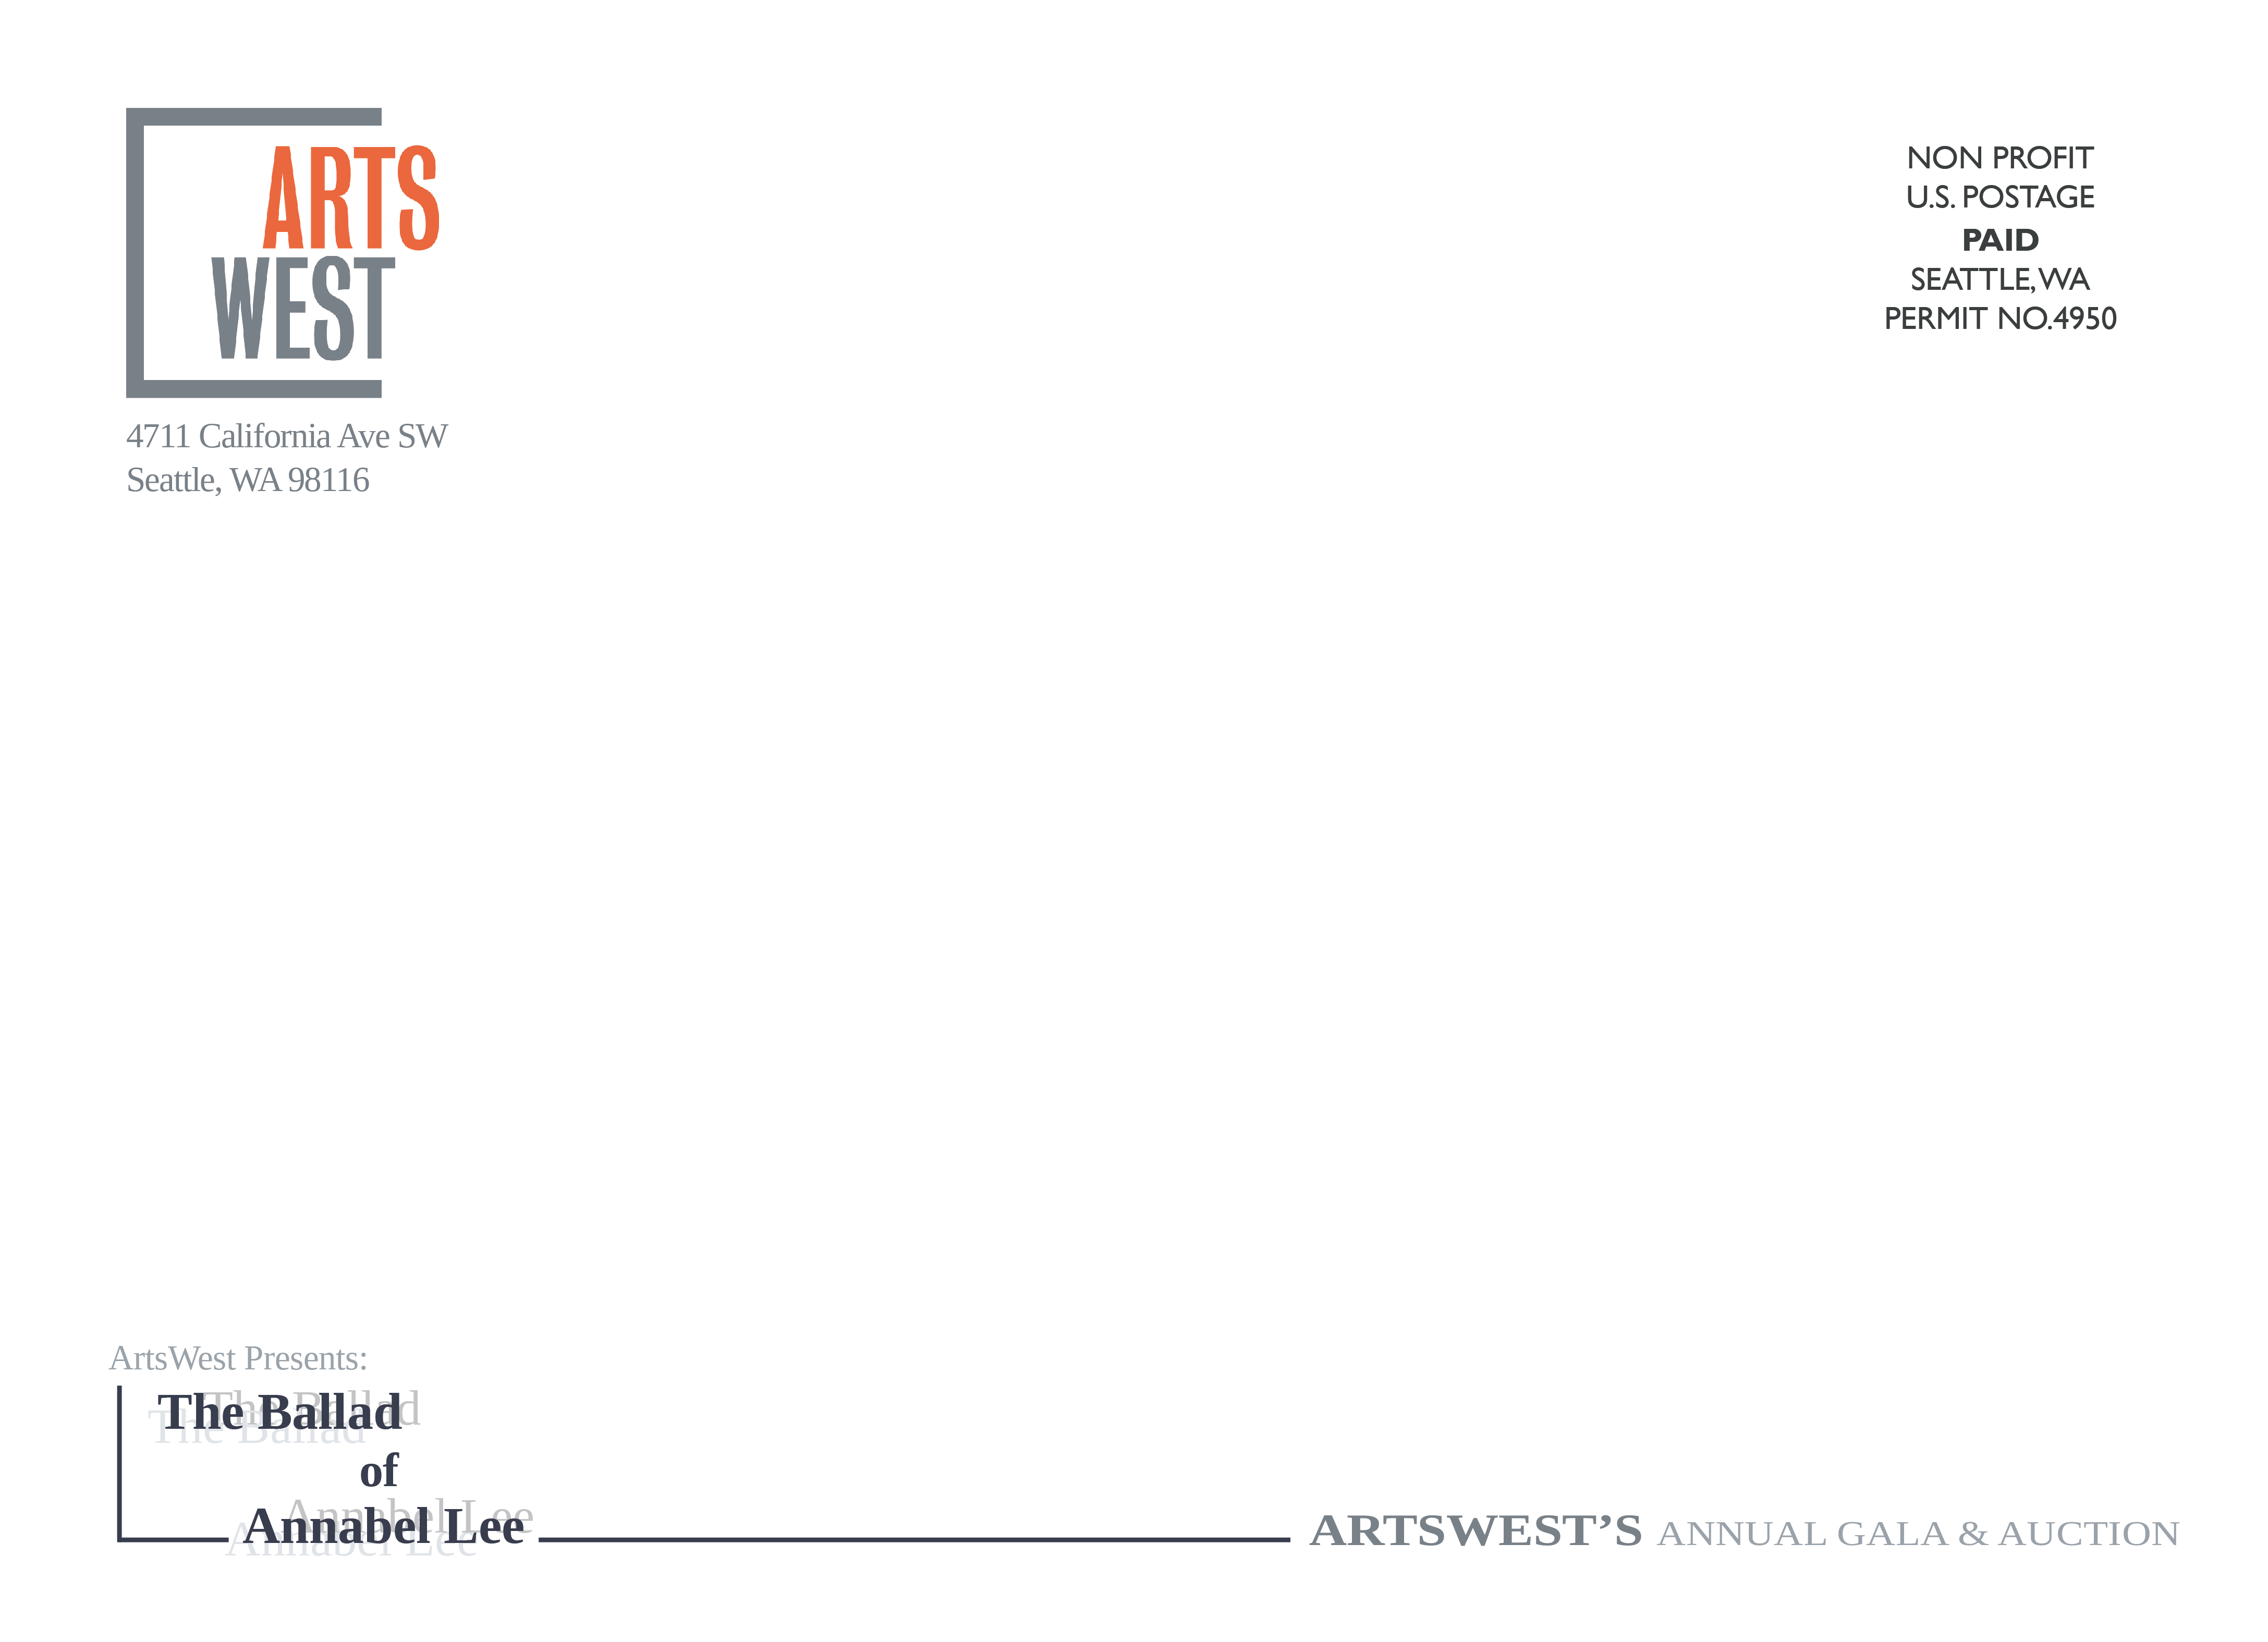 ARTS
WEST
4711 California Ave SW
Seattle, WA 98116
NON PROFIT
U.S. POSTAGE
PAID
SEATTLE, WA
PERMIT NO. 4950
ArtsWest Presents:
The Ballad
of
Annabel Lee
ARTSWEST’S ANNUAL GALA & AUCTION